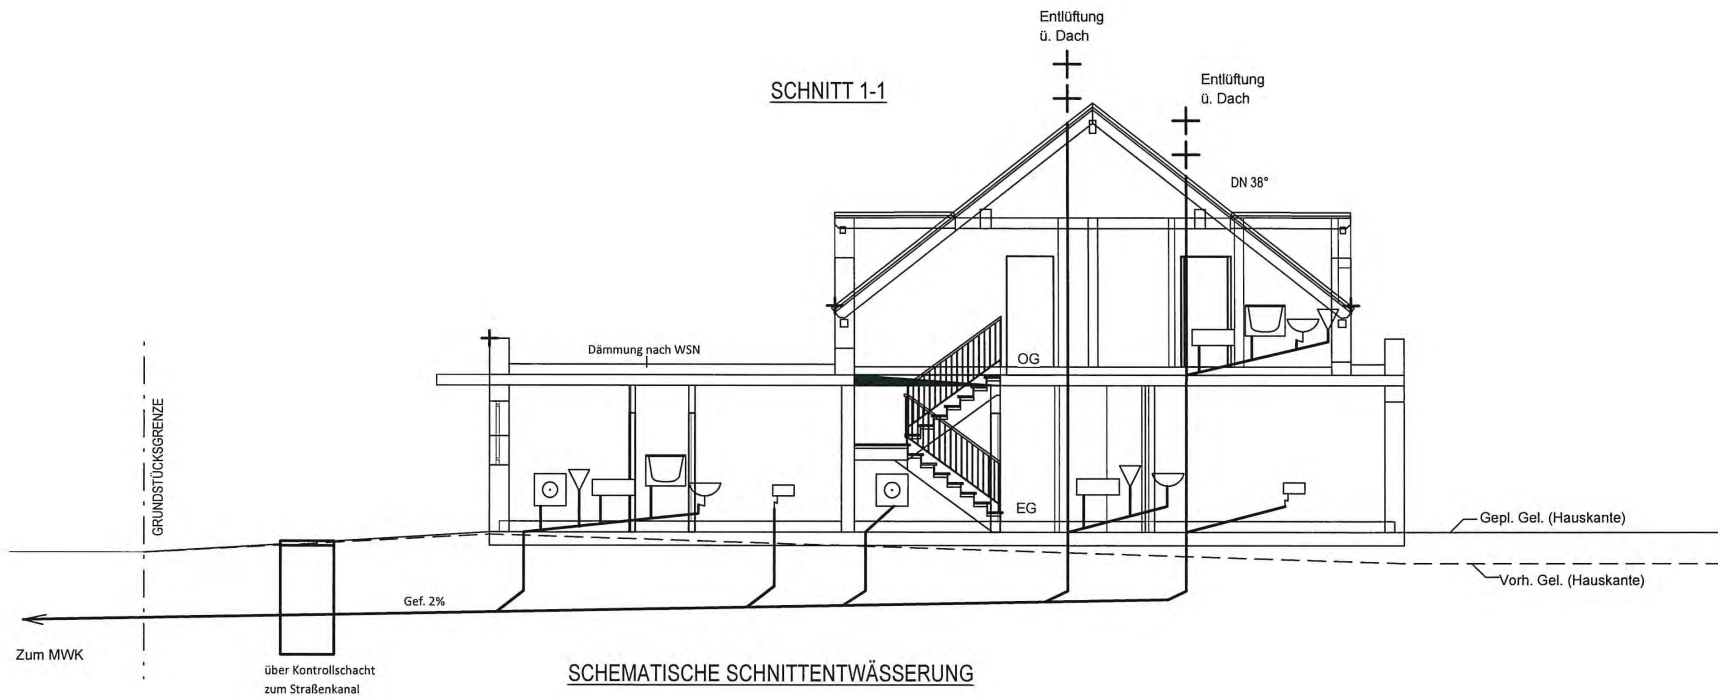 Entlüftung
ü. Dach
SCHNITT 1-1
Entlüftung
ü. Dach
DN 38°
Dämmung nach WSN
OG
GRUNDSTÜCKSGRENZE
EG
Gepl. Gel. (Hauskante)
Vorh. Gel. (Hauskante)
Gef. 2%
Zum MWK
über Kontrollschacht
zum Straßenkanal
SCHEMATISCHE SCHNITTENTWÄSSERUNG